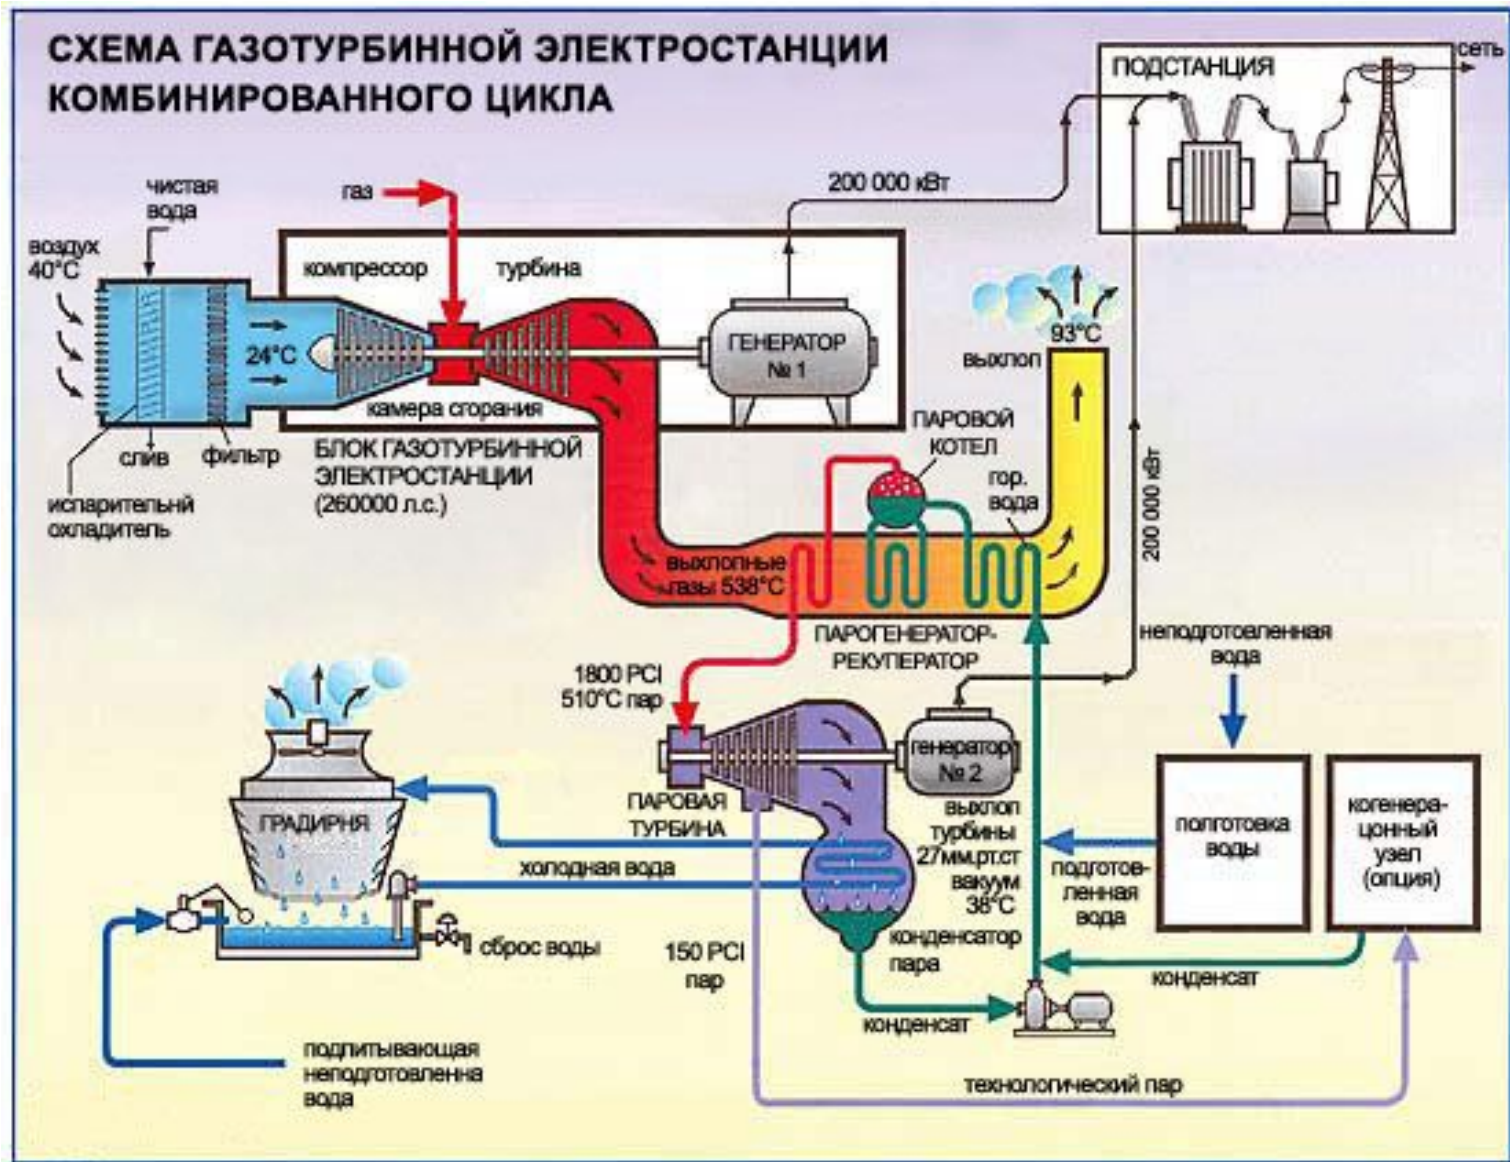 СХЕМА ГАЗОТУРБИННОЙ ЭЛЕКТРОСТАНЦИИ
КОМБИНИРОВАННОГО ЦИКЛА
ПОДСТАНЦИЯ
сеть
200 000 кВт
газ
чистая
вода
воздух
40°C
компрессор
турбина
24°C
ГЕНЕРАТОР
№ 1
камера сгорания
93°C
выхлоп
слив
фильтр
испарительнй
охладитель
БЛОК ГАЗОТУРБИННОЙ
ЭЛЕКТРОСТАНЦИИ
(260000 л.с.)
ПАРОВОЙ
КОТЕЛ
гор.
вода
200 000 кВт
выхлопные
газы 538°C
ПАРОГЕНЕРАТОР-
РЕКУПЕРАТОР
неподготовленная
вода
1800 PCI
510°C пар
генератор
№ 2
ПАРОВАЯ
ТУРБИНА
ГРАДИРНЯ
выхлоп
турбины
27мм.рт.ст
вакуум
38°C
полготовка
воды
когенера-
цонный
узел
(опция)
холодная вода
подготов-
ленная
вода
сброс воды
150 PCI
пар
конденсатор
пара
конденсат
конденсат
подпитывающая
неподготовленна
вода
технологический пар